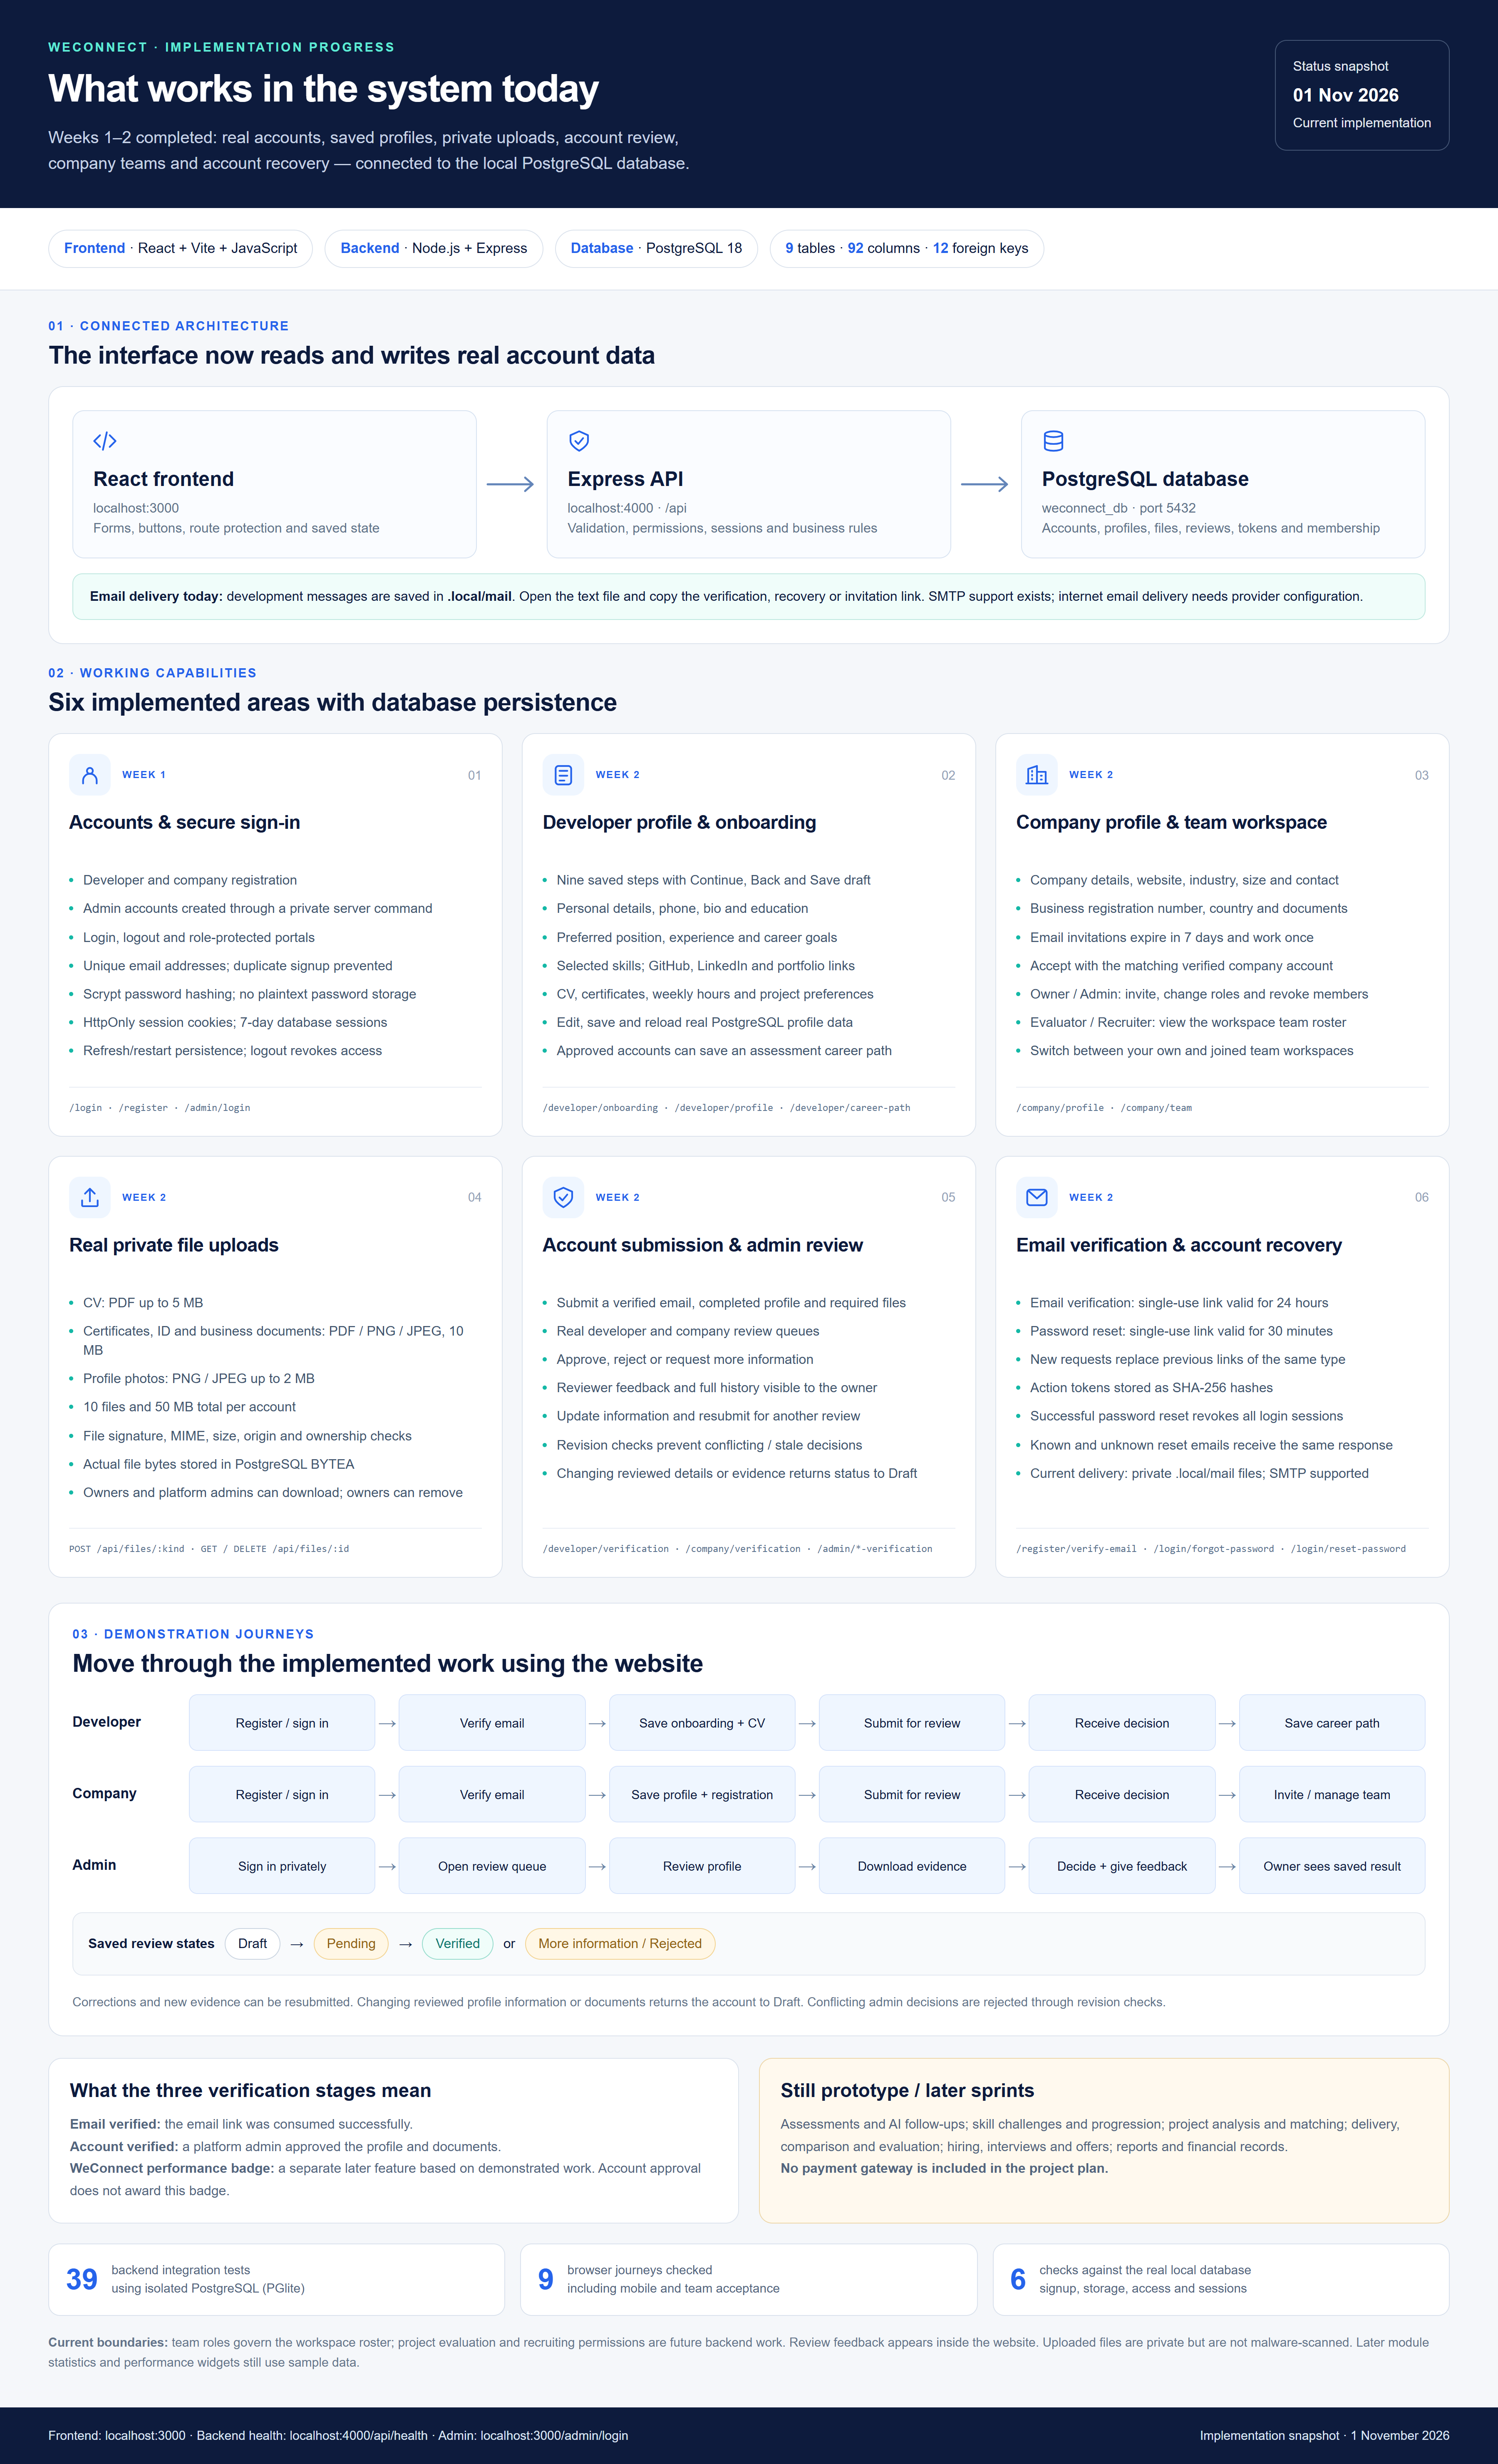 WECONNECT · IMPLEMENTATION PROGRESS
What works in the system today
Weeks 1–2 completed: real accounts, saved profiles, private uploads, account review,
company teams and account recovery — connected to the local PostgreSQL database.
Status snapshot
01 Nov 2026
Current implementation
Frontend · React + Vite + JavaScript
Backend · Node.js + Express
Database · PostgreSQL 18
9 tables · 92 columns · 12 foreign keys
01 · CONNECTED ARCHITECTURE
The interface now reads and writes real account data
React frontend
localhost:3000
Forms, buttons, route protection and saved state
Express API
localhost:4000 · /api
Validation, permissions, sessions and business rules
PostgreSQL database
weconnect_db · port 5432
Accounts, profiles, files, reviews, tokens and membership
Email delivery today: development messages are saved in .local/mail. Open the text file and copy the verification, recovery or invitation link. SMTP support exists; internet email delivery needs provider configuration.
02 · WORKING CAPABILITIES
Six implemented areas with database persistence
WEEK 1
01
Accounts & secure sign-in
• Developer and company registration
• Admin accounts created through a private server command
• Login, logout and role-protected portals
• Unique email addresses; duplicate signup prevented
• Scrypt password hashing; no plaintext password storage
• HttpOnly session cookies; 7-day database sessions
• Refresh/restart persistence; logout revokes access
/login · /register · /admin/login
WEEK 2
02
Developer profile & onboarding
• Nine saved steps with Continue, Back and Save draft
• Personal details, phone, bio and education
• Preferred position, experience and career goals
• Selected skills; GitHub, LinkedIn and portfolio links
• CV, certificates, weekly hours and project preferences
• Edit, save and reload real PostgreSQL profile data
• Approved accounts can save an assessment career path
/developer/onboarding · /developer/profile · /developer/career-path
WEEK 2
03
Company profile & team workspace
• Company details, website, industry, size and contact
• Business registration number, country and documents
• Email invitations expire in 7 days and work once
• Accept with the matching verified company account
• Owner / Admin: invite, change roles and revoke members
• Evaluator / Recruiter: view the workspace team roster
• Switch between your own and joined team workspaces
/company/profile · /company/team
WEEK 2
04
Real private file uploads
• CV: PDF up to 5 MB
• Certificates, ID and business documents: PDF / PNG / JPEG, 10
MB
• Profile photos: PNG / JPEG up to 2 MB
• 10 files and 50 MB total per account
• File signature, MIME, size, origin and ownership checks
• Actual file bytes stored in PostgreSQL BYTEA
• Owners and platform admins can download; owners can remove
POST /api/files/:kind · GET / DELETE /api/files/:id
WEEK 2
05
Account submission & admin review
• Submit a verified email, completed profile and required files
• Real developer and company review queues
• Approve, reject or request more information
• Reviewer feedback and full history visible to the owner
• Update information and resubmit for another review
• Revision checks prevent conflicting / stale decisions
• Changing reviewed details or evidence returns status to Draft
/developer/verification · /company/verification · /admin/*-verification
WEEK 2
06
Email verification & account recovery
• Email verification: single-use link valid for 24 hours
• Password reset: single-use link valid for 30 minutes
• New requests replace previous links of the same type
• Action tokens stored as SHA-256 hashes
• Successful password reset revokes all login sessions
• Known and unknown reset emails receive the same response
• Current delivery: private .local/mail files; SMTP supported
/register/verify-email · /login/forgot-password · /login/reset-password
03 · DEMONSTRATION JOURNEYS
Move through the implemented work using the website
Developer
Register / sign in → Verify email → Save onboarding + CV → Submit for review → Receive decision → Save career path
Company
Register / sign in → Verify email → Save profile + registration → Submit for review → Receive decision → Invite / manage team
Admin
Sign in privately → Open review queue → Review profile → Download evidence → Decide + give feedback → Owner sees saved result
Saved review states Draft → Pending → Verified or More information / Rejected
Corrections and new evidence can be resubmitted. Changing reviewed profile information or documents returns the account to Draft. Conflicting admin decisions are rejected through revision checks.
What the three verification stages mean
Email verified: the email link was consumed successfully.
Account verified: a platform admin approved the profile and documents.
WeConnect performance badge: a separate later feature based on demonstrated work. Account approval
does not award this badge.
Still prototype / later sprints
Assessments and AI follow-ups; skill challenges and progression; project analysis and matching; delivery,
comparison and evaluation; hiring, interviews and offers; reports and financial records.
No payment gateway is included in the project plan.
39
backend integration tests
using isolated PostgreSQL (PGlite)
9
browser journeys checked
including mobile and team acceptance
6
checks against the real local database
signup, storage, access and sessions
Current boundaries: team roles govern the workspace roster; project evaluation and recruiting permissions are future backend work. Review feedback appears inside the website. Uploaded files are private but are not malware-scanned. Later module
statistics and performance widgets still use sample data.
Frontend: localhost:3000 · Backend health: localhost:4000/api/health · Admin: localhost:3000/admin/login
Implementation snapshot · 1 November 2026